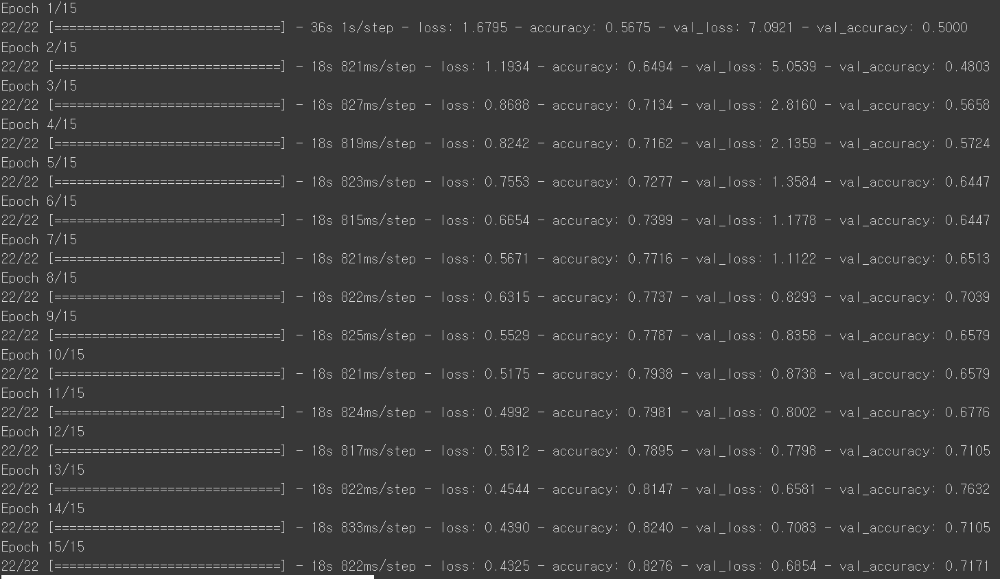 Epoch 1/15
22/22 [==============================] - 36s 1s/step - loss: 1.6795 - accuracy: 0.5675 - val_loss: 7.0921 - val_accuracy: 0.5000
Epoch 2/15
22/22 [==============================] - 18s 821ms/step - loss: 1.1934 - accuracy: 0.6494 - val_loss: 5.0539 - val_accuracy: 0.4803
Epoch 3/15
22/22 [==============================] - 18s 827ms/step - loss: 0.8688 - accuracy: 0.7134 - val_loss: 2.8160 - val_accuracy: 0.5658
Epoch 4/15
22/22 [==============================] - 18s 819ms/step - loss: 0.8242 - accuracy: 0.7162 - val_loss: 2.1359 - val_accuracy: 0.5724
Epoch 5/15
22/22 [==============================] - 18s 823ms/step - loss: 0.7553 - accuracy: 0.7277 - val_loss: 1.3584 - val_accuracy: 0.6447
Epoch 6/15
22/22 [==============================] - 18s 815ms/step - loss: 0.6654 - accuracy: 0.7399 - val_loss: 1.1778 - val_accuracy: 0.6447
Epoch 7/15
22/22 [==============================] - 18s 821ms/step - loss: 0.5671 - accuracy: 0.7716 - val_loss: 1.1122 - val_accuracy: 0.6513
Epoch 8/15
22/22 [==============================] - 18s 822ms/step - loss: 0.6315 - accuracy: 0.7737 - val_loss: 0.8293 - val_accuracy: 0.7039
Epoch 9/15
22/22 [==============================] - 18s 825ms/step - loss: 0.5529 - accuracy: 0.7787 - val_loss: 0.8358 - val_accuracy: 0.6579
Epoch 10/15
22/22 [==============================] - 18s 821ms/step - loss: 0.5175 - accuracy: 0.7938 - val_loss: 0.8738 - val_accuracy: 0.6579
Epoch 11/15
22/22 [==============================] - 18s 824ms/step - loss: 0.4992 - accuracy: 0.7981 - val_loss: 0.8002 - val_accuracy: 0.6776
Epoch 12/15
22/22 [==============================] - 18s 817ms/step - loss: 0.5312 - accuracy: 0.7895 - val_loss: 0.7798 - val_accuracy: 0.7105
Epoch 13/15
22/22 [==============================] - 18s 822ms/step - loss: 0.4544 - accuracy: 0.8147 - val_loss: 0.6581 - val_accuracy: 0.7632
Epoch 14/15
22/22 [==============================] - 18s 833ms/step - loss: 0.4390 - accuracy: 0.8240 - val_loss: 0.7083 - val_accuracy: 0.7105
Epoch 15/15
22/22 [==============================] - 18s 822ms/step - loss: 0.4325 - accuracy: 0.8276 - val_loss: 0.6854 - val_accuracy: 0.7171